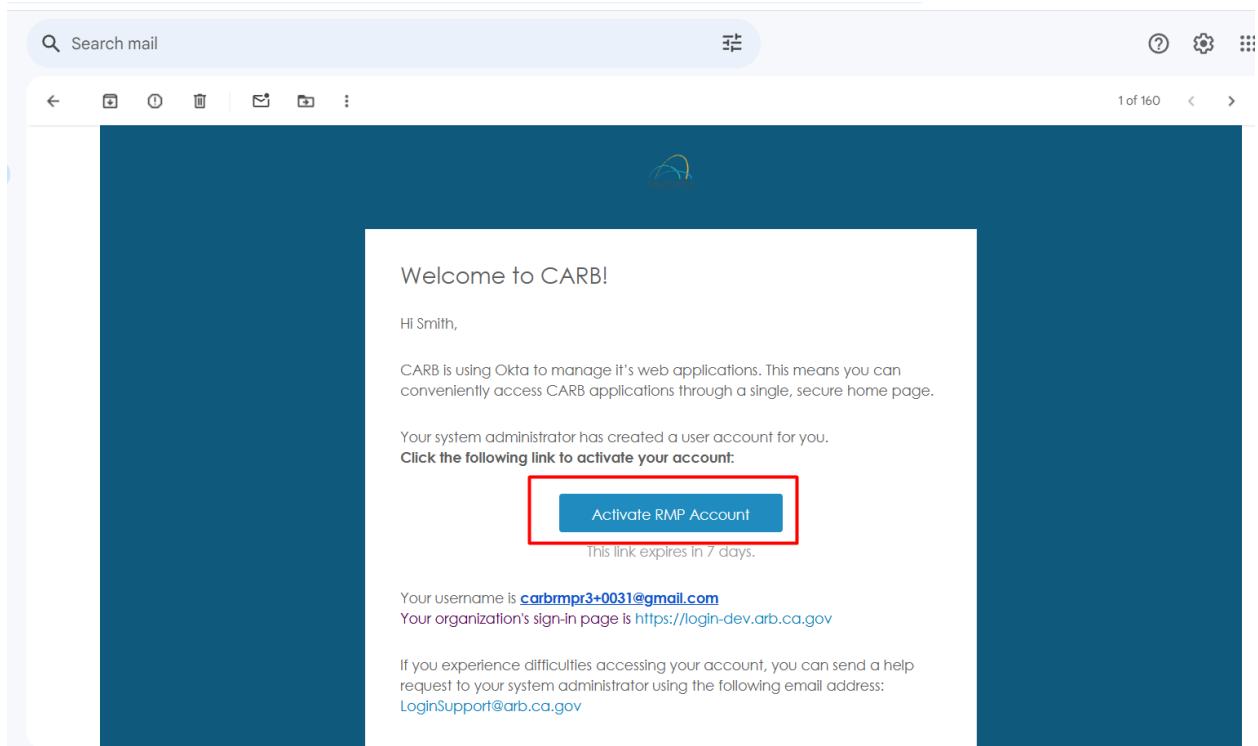 Search mail
1 of 160
Welcome to CARB!
Hi Smith,
CARB is using Okta to manage it's web applications. This means you can
conveniently access CARB applications through a single, secure home page.
Your system administrator has created a user account for you.
Click the following link to activate your account:
Activate RMP Account
This link expires in 7 days.
Your username is carbrmpr3+0031@gmail.com
Your organization's sign-in page is https://login-dev.arb.ca.gov
If you experience difficulties accessing your account, you can send a help
request to your system administrator using the following email address:
LoginSupport@arb.ca.gov